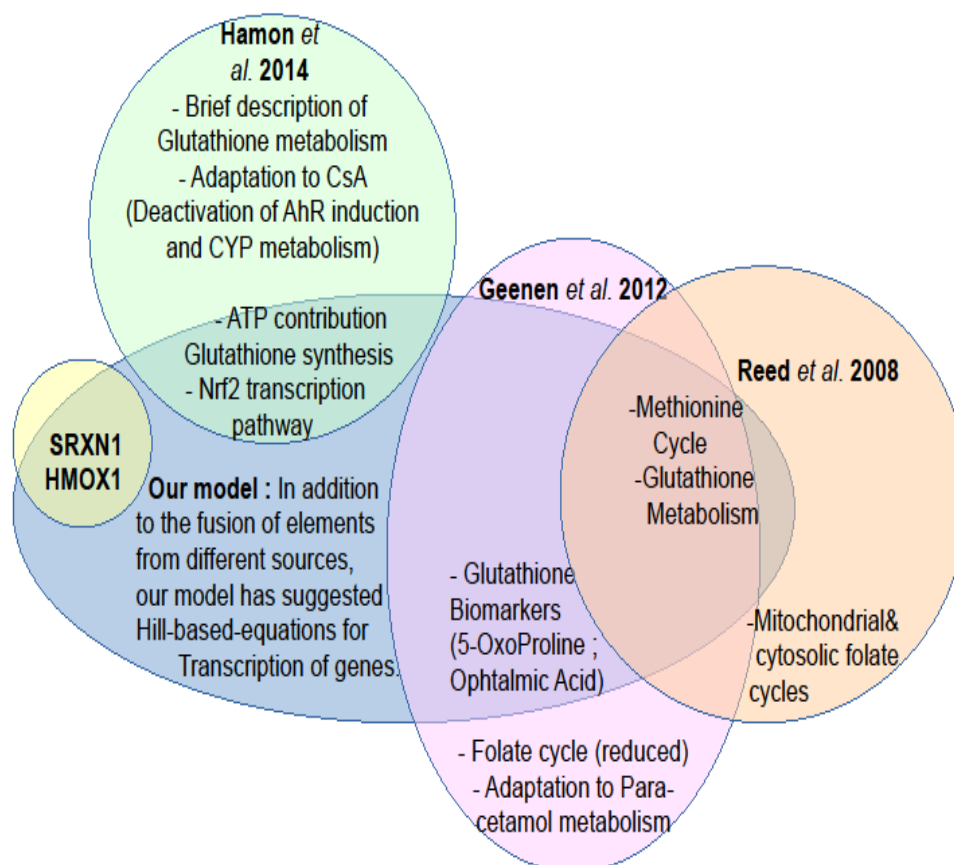 Hamon et
al. 2014
- Brief description of
Glutathione metabolism
- Adaptation to CsA
(Deactivation of AhR induction
and CYP metabolism)
- ATP contribution
Glutathione synthesis
- Nrf2 transcription
pathway
SRXN1
HMOX1
Our model : In addition
to the fusion of elements
from different sources,
our model has suggested
Hill-based-equations for
Transcription of genes.
Geenen et al. 2012
- Glutathione
Biomarkers
(5-OxoProline ;
Ophtalmic Acid)
- Folate cycle (reduced)
- Adaptation to Para-
cetamol metabolism
Reed et al. 2008
-Methionine
Cycle
-Glutathione
Metabolism
-Mitochondrial&
cytosolic folate
cycles